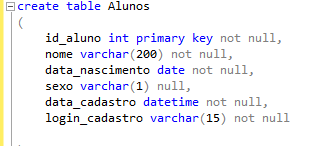 create table Alunos
(
id_aluno int primary key not null,
nome varchar(200) not null,
data_nascimento date not null,
sexo varchar(1) null,
data_cadastro datetime not null,
login_cadastro varchar(15) not null